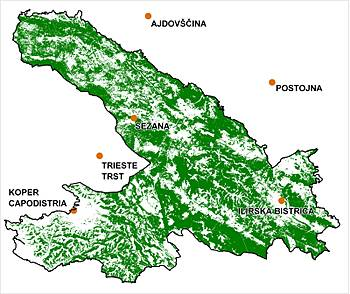 AJDOVŠČINA
POSTOJNA
SEŽANA
TRIESTE
TRST
KOPER
CAPODISTRIA
ILIRSKA BISTRICA